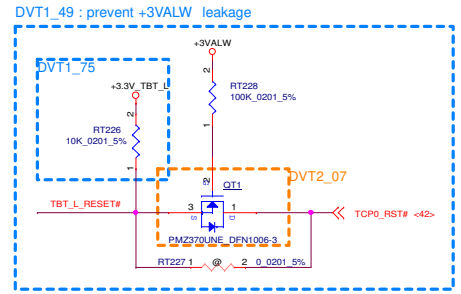 DVT1_49 : prevent +3VALW leakage
+3VALW
DVT1_75
+3.3V_TBT_L
2
RT228
100K_0201_5%
1
2
RT226
10K_0201_5%
1
DVT2_07
2
G
QT1
TBT_L_RESET#
3
S
1
D
TCP0_RST# <42>
PMZ370UNE_DFN1006-3
RT227 1
@
2 0_0201_5%